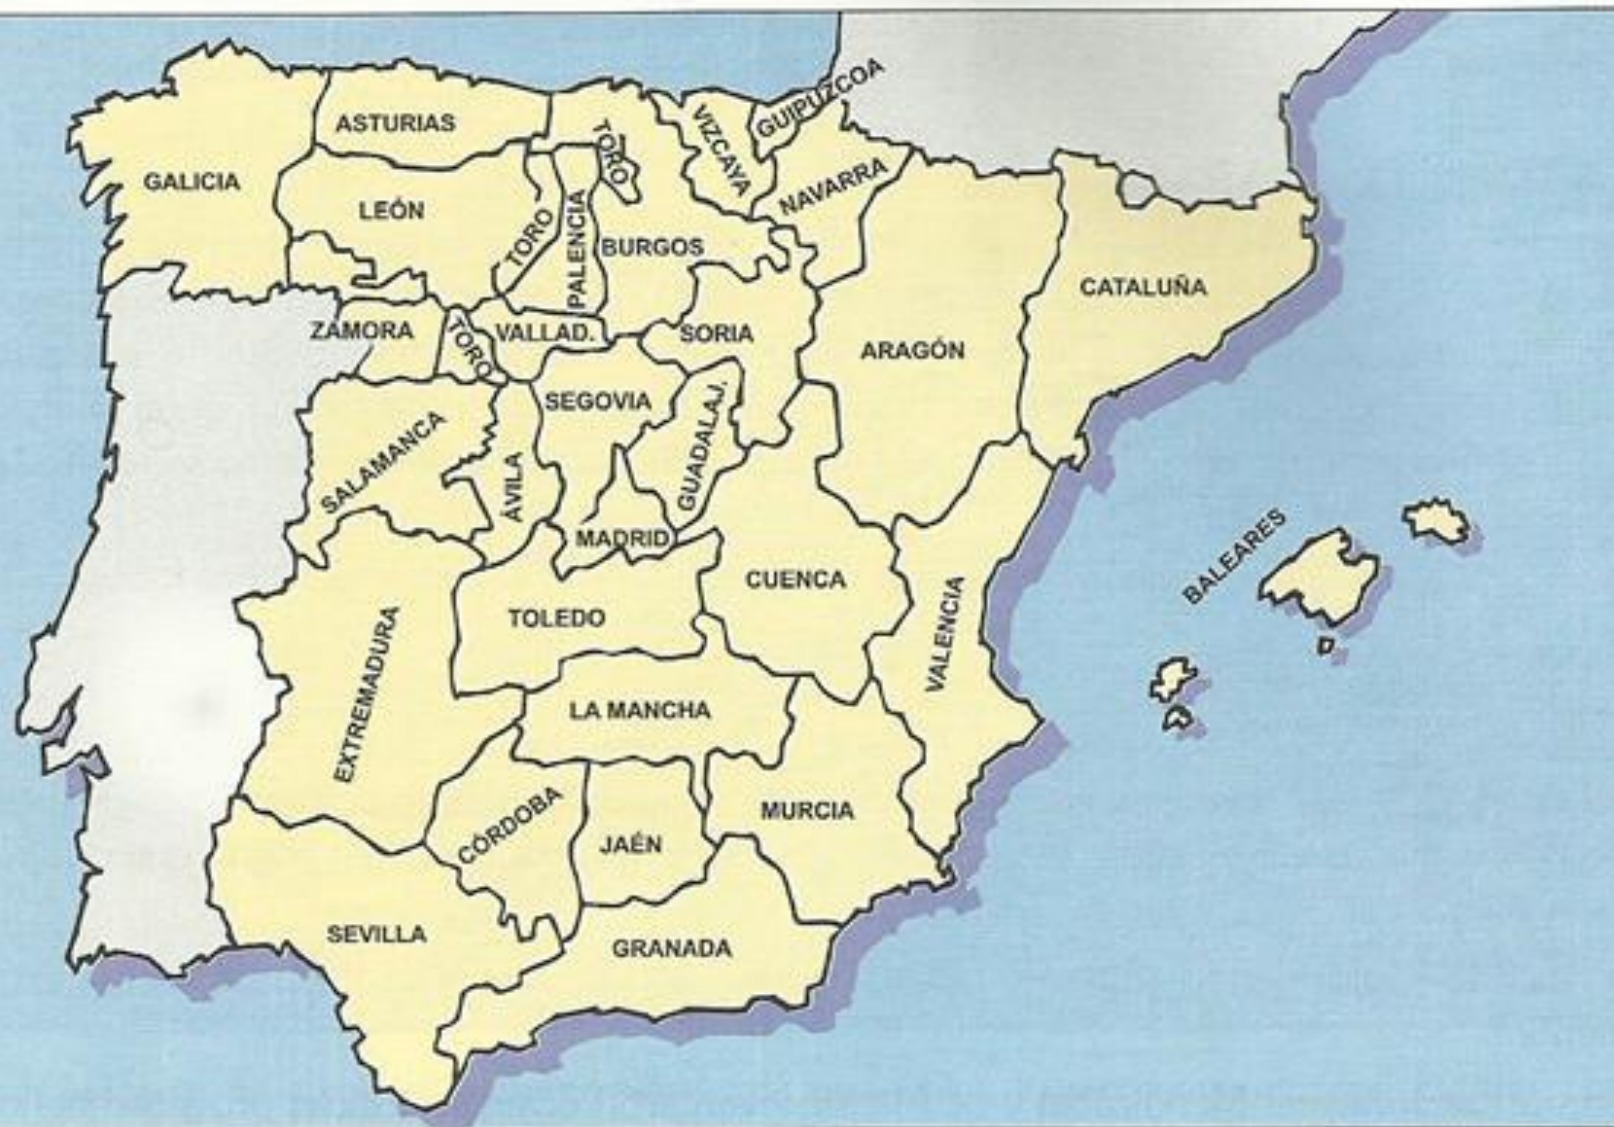 GUIPÚZCOA
ASTURIAS
VIZCAYA
TORO
GALICIA
NAVARRA
LEÓN
TORO
PALENCIA
BURGOS
CATALUÑA
ZAMORA
TORO
VALLAD.
SORIA
ARAGÓN
SEGOVIA
GUADALAJ.
SALAMANCA
ÁVILA
MADRID
BALEARES
CUENCA
TOLEDO
VALENCIA
EXTREMADURA
LA MANCHA
MURCIA
CÓRDOBA
JAÉN
SEVILLA
GRANADA